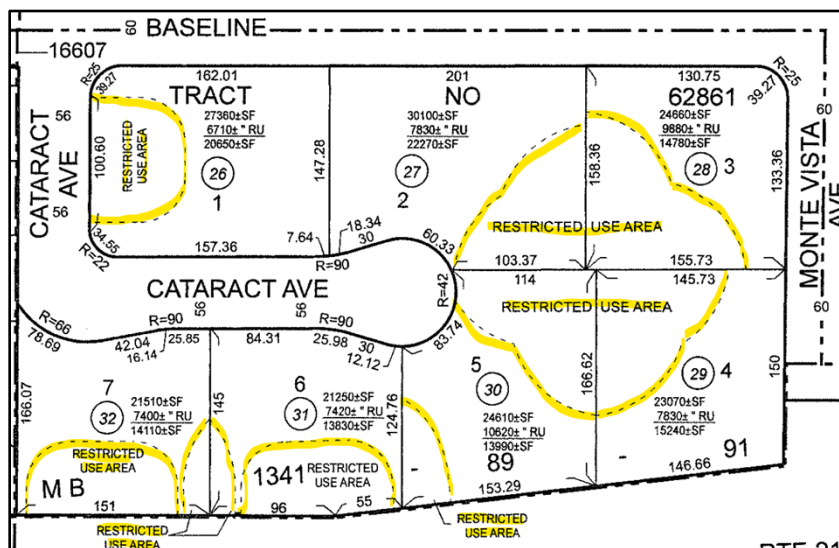 60 BASELINE
16607
R=25
39.27
162.01
201
130.75
R=25
39.27
TRACT
NO
62861
56
60
27360±SF
6710± " RU
20650±SF
30100±SF
7830± " RU
22270±SF
24660±SF
9880± " RU
14780±SF
CATARACT
AVE
100.60
RESTRICTED
USE AREA
26
1
147.28
27
2
158.36
28
3
133.36
MONTE VISTA
AVE
56
34.55
R=22
157.36
7.64
18.34
30
60.33
RESTRICTED USE AREA
R=90
103.37
155.73
114
145.73
CATARACT AVE
R=42
RESTRICTED USE AREA
60
R=66
78.69
R=90
56
56
R=90
42.04
16.14
25.85
84.31
25.98
30
12.12
83.74
166.07
7
32
21510±SF
7400± " RU
14110±SF
145
6
31
21250±SF
7420± " RU
13830±SF
124.76
5
30
24610±SF
10620± " RU
13990±SF
166.62
4
29
23070±SF
7830± " RU
15240±SF
150
RESTRICTED
USE AREA
1341
RESTRICTED
USE AREA
89
91
M B
151
96
55
153.29
146.66
RESTRICTED
USE AREA
RESTRICTED
USE AREA